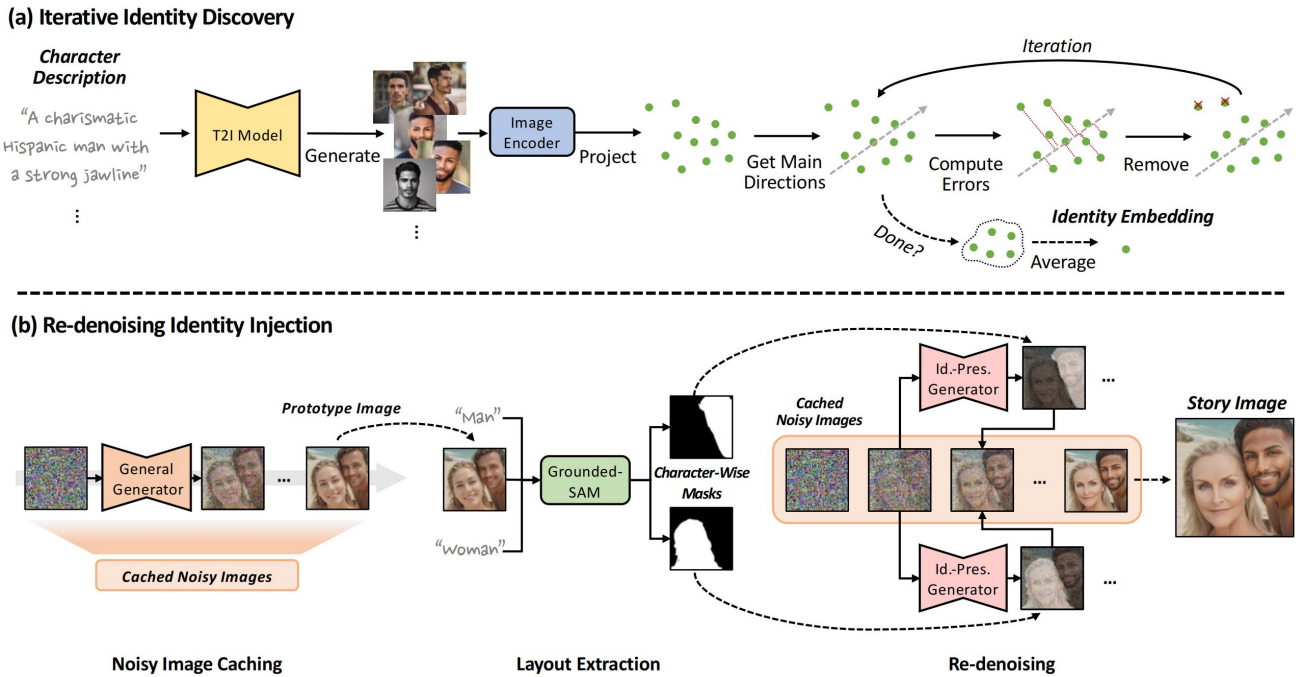 (a) Iterative Identity Discovery
Character
Description
“A charismatic
Hispanic man with
a strong jawline”
...
T2I Model
Generate
...
Image
Encoder
Project
Get Main
Directions
Compute
Errors
Remove
Iteration
Done?
Average
Identity Embedding
(b) Re-denoising Identity Injection
General
Generator
...
Cached Noisy Images
Prototype Image
“Man”
“Woman”
Grounded-
SAM
Character-Wise
Masks
Cached
Noisy Images
Id.-Pres.
Generator
...
...
Id.-Pres.
Generator
...
Story Image
Noisy Image Caching
Layout Extraction
Re-denoising